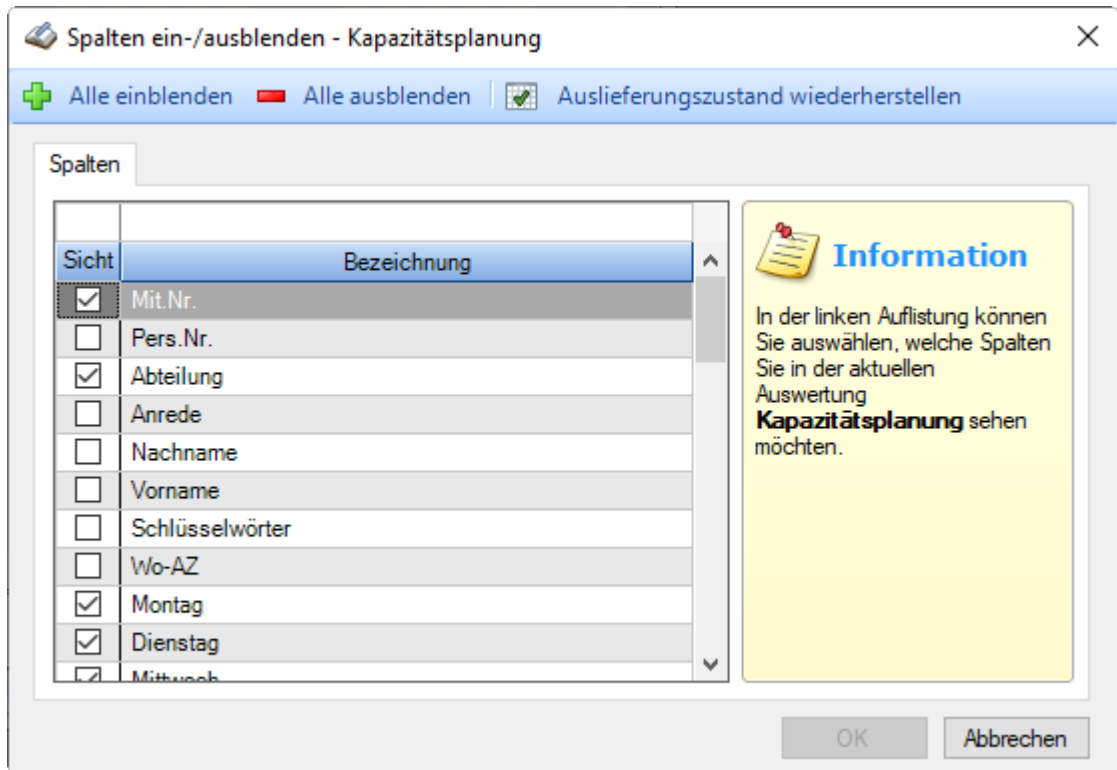 Spalten ein-/ausblenden - Kapazitätsplanung
Alle einblenden Alle ausblenden Auslieferungszustand wiederherstellen
Spalten
Sicht Bezeichnung
Mit.Nr.
Pers.Nr.
Abteilung
Anrede
Nachname
Vorname
Schlüsselwörter
Wo-AZ
Montag
Dienstag
Mittwoch
Information
In der linken Auflistung können
Sie auswählen, welche Spalten
Sie in der aktuellen
Auswertung
Kapazitätsplanung sehen
möchten.
OK Abbrechen